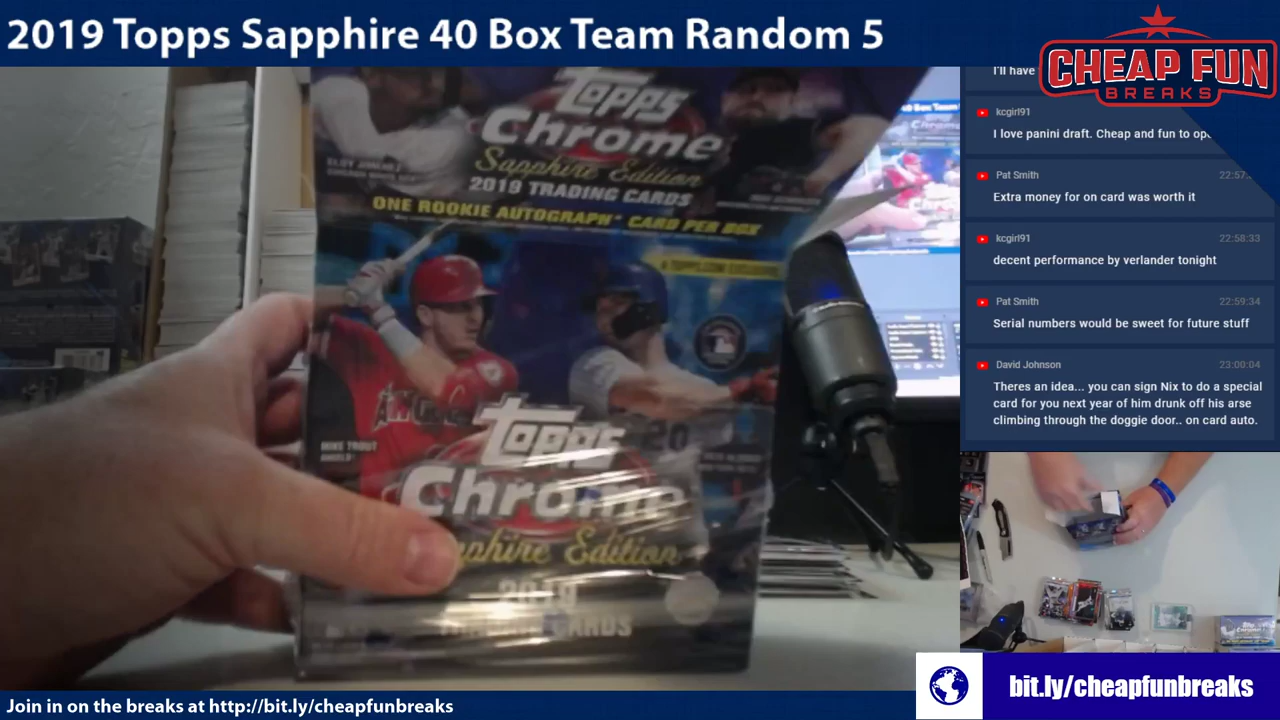 2019 Topps Sapphire 40 Box Team Random 5
CHEAP FUN
BREAKS
I'll have
kcgirl91
I love panini draft. Cheap and fun to
Pat Smith
Extra money for on card was worth it
kcgirl91 22:58:33
decent performance by verlander tonight
Pat Smith 22:59:34
Serial numbers would be sweet for future stuff
David Johnson 23:00:04
Theres an idea... you can sign Nix to do a special
card for you next year of him drunk off his arse
climbing through the doggie door.. on card auto.
Topps
Chrome
Sapphire Edition
2019 TRADING CARDS
ONE ROOKIE AUTOGRAPH* CARD PER BOX
MIKE TROUT
ANGELS
Topps
Chrome
Edition
2019
CARDS
Join in on the breaks at http://bit.ly/cheapfunbreaks
bit.ly/cheapfunbreaks